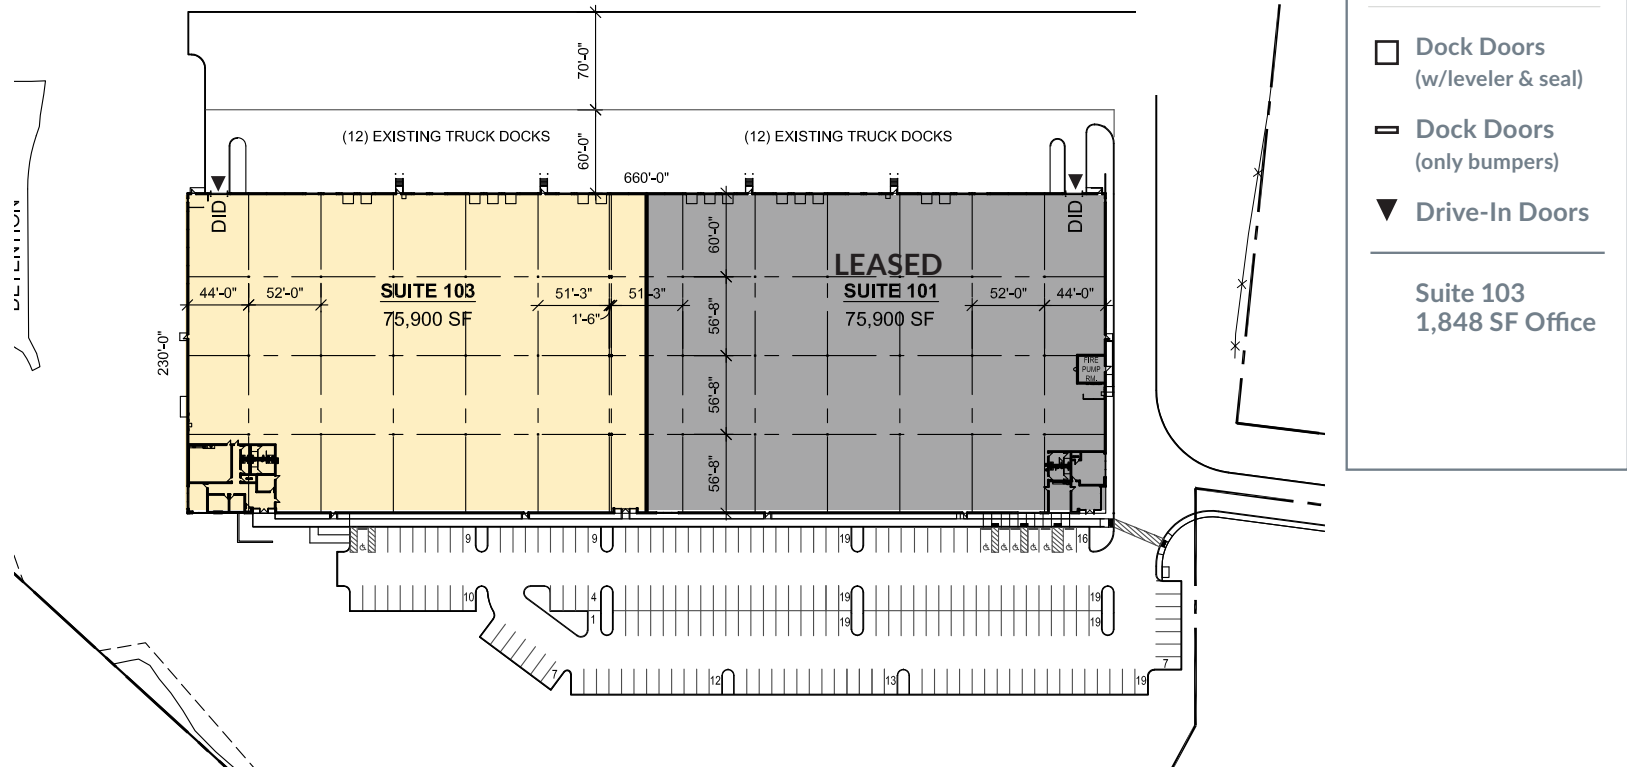 70'-0"
60'-0"
(12) EXISTING TRUCK DOCKS
(12) EXISTING TRUCK DOCKS
660'-0"
DID
DID
60'-0"
LEASED
SUITE 103
75,900 SF
SUITE 101
75,900 SF
44'-0"
52'-0"
51'-3"
51'-3"
1'-6"
52'-0"
44'-0"
56'-8"
56'-8"
56'-8"
230'-0"
FIRE
PUMP
RM.
DETENTION
9
9
19
16
10
4
1
19
19
19
19
7
12
13
19
7
Dock Doors
(w/leveler & seal)
Dock Doors
(only bumpers)
Drive-In Doors
Suite 103
1,848 SF Office